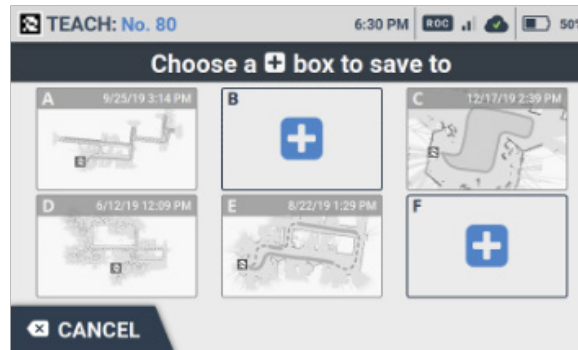 TEACH: No. 80 6:30 PM ROC 50%
Choose a + box to save to
A 9/25/19 3:14 PM
B
C 12/17/19 2:39 PM
D 6/12/19 12:09 PM
E 8/22/19 1:29 PM
F
CANCEL